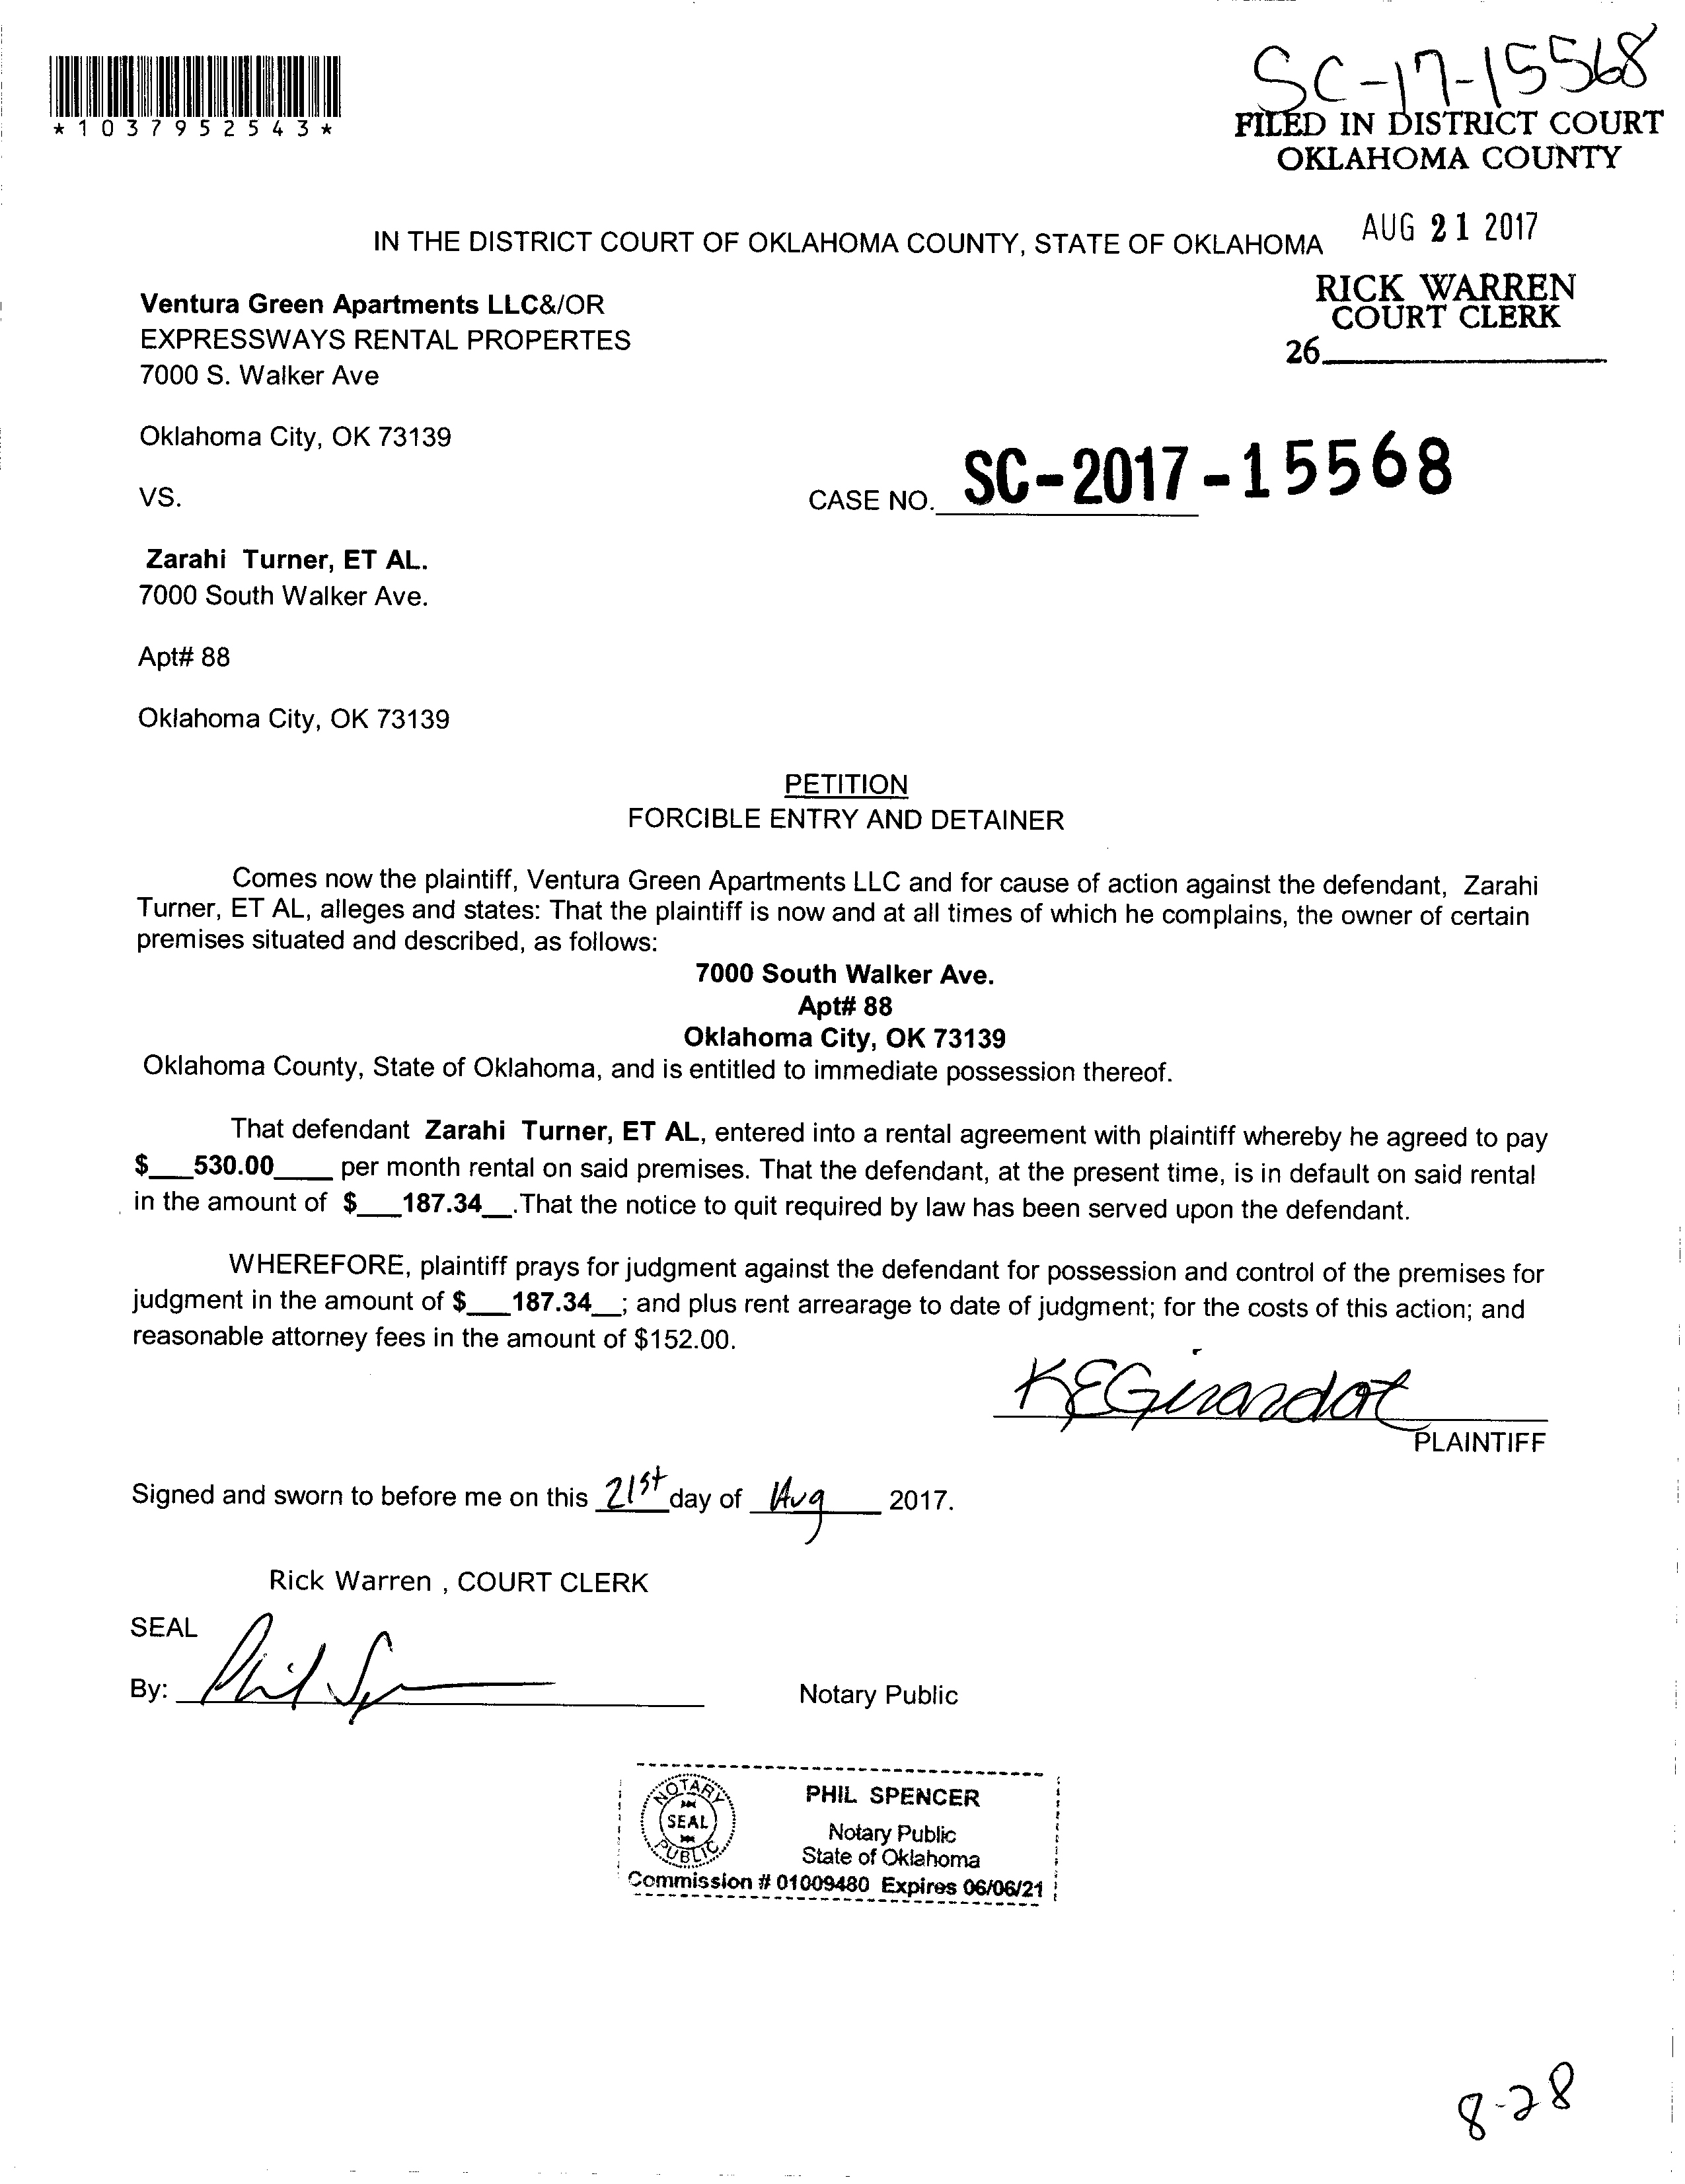 SC-17-15568
*1037952543*
FILED IN DISTRICT COURT
OKLAHOMA COUNTY
AUG 21 2017
IN THE DISTRICT COURT OF OKLAHOMA COUNTY, STATE OF OKLAHOMA
RICK WARREN
COURT CLERK
26
Ventura Green Apartments LLC&/OR
EXPRESSWAYS RENTAL PROPERTES
7000 S. Walker Ave
Oklahoma City, OK 73139
VS.
CASE NO. SC-2017-15568
Zarahi Turner, ET AL.
7000 South Walker Ave.
Apt# 88
Oklahoma City, OK 73139
PETITION
FORCIBLE ENTRY AND DETAINER
Comes now the plaintiff, Ventura Green Apartments LLC and for cause of action against the defendant, Zarahi
Turner, ET AL, alleges and states: That the plaintiff is now and at all times of which he complains, the owner of certain
premises situated and described, as follows:
7000 South Walker Ave.
Apt# 88
Oklahoma City, OK 73139
Oklahoma County, State of Oklahoma, and is entitled to immediate possession thereof.
That defendant Zarahi Turner, ET AL, entered into a rental agreement with plaintiff whereby he agreed to pay
$___530.00____ per month rental on said premises. That the defendant, at the present time, is in default on said rental
in the amount of $___187.34__.That the notice to quit required by law has been served upon the defendant.
WHEREFORE, plaintiff prays for judgment against the defendant for possession and control of the premises for
judgment in the amount of $___187.34__; and plus rent arrearage to date of judgment; for the costs of this action; and
reasonable attorney fees in the amount of $152.00.
KEGirardot
PLAINTIFF
Signed and sworn to before me on this 21st day of Aug 2017.
Rick Warren , COURT CLERK
SEAL
By: Phil Sp
Notary Public
NOTARY
SEAL
PUBLIC
PHIL SPENCER
Notary Public
State of Oklahoma
Commission # 01009480 Expires 06/06/21
8-28